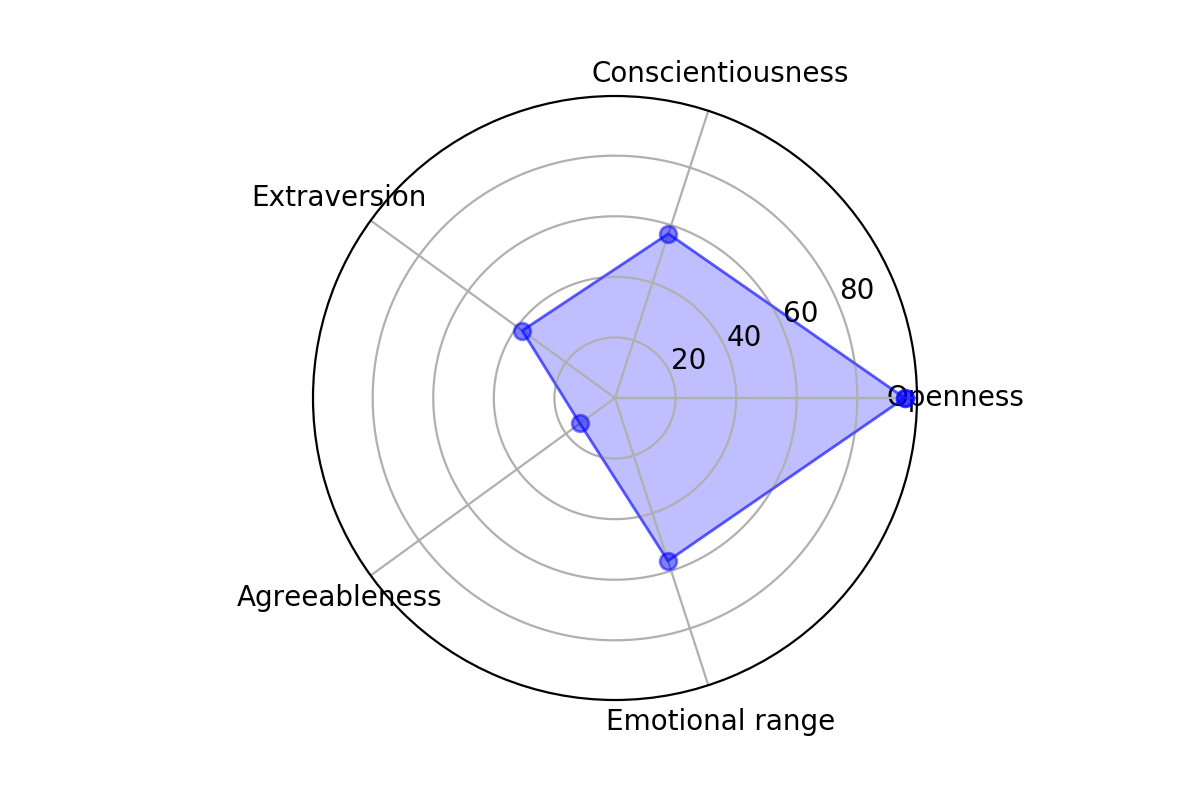 Conscientiousness
Extraversion
80
60
40
20
Openness
Agreeableness
Emotional range